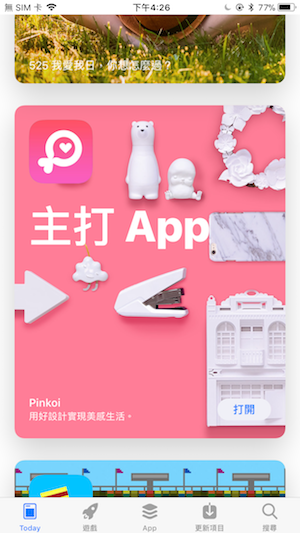 無 SIM 卡 下午4:26 77%
525 我愛我日，你想怎麼過？
主打 App
Pinkoi
用好設計實現美感生活。
打開
Today 遊戲 App 更新項目 搜尋